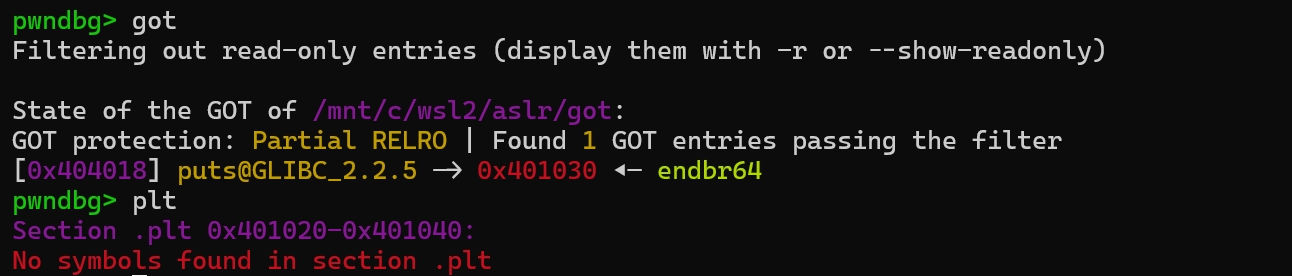 pwndbg> got
Filtering out read-only entries (display them with -r or --show-readonly)
State of the GOT of /mnt/c/wsl2/aslr/got:
GOT protection: Partial RELRO | Found 1 GOT entries passing the filter
[0x404018] puts@GLIBC_2.2.5 —▸ 0x401030 ◂— endbr64
pwndbg> plt
Section .plt 0x401020-0x401040:
No symbols found in section .plt